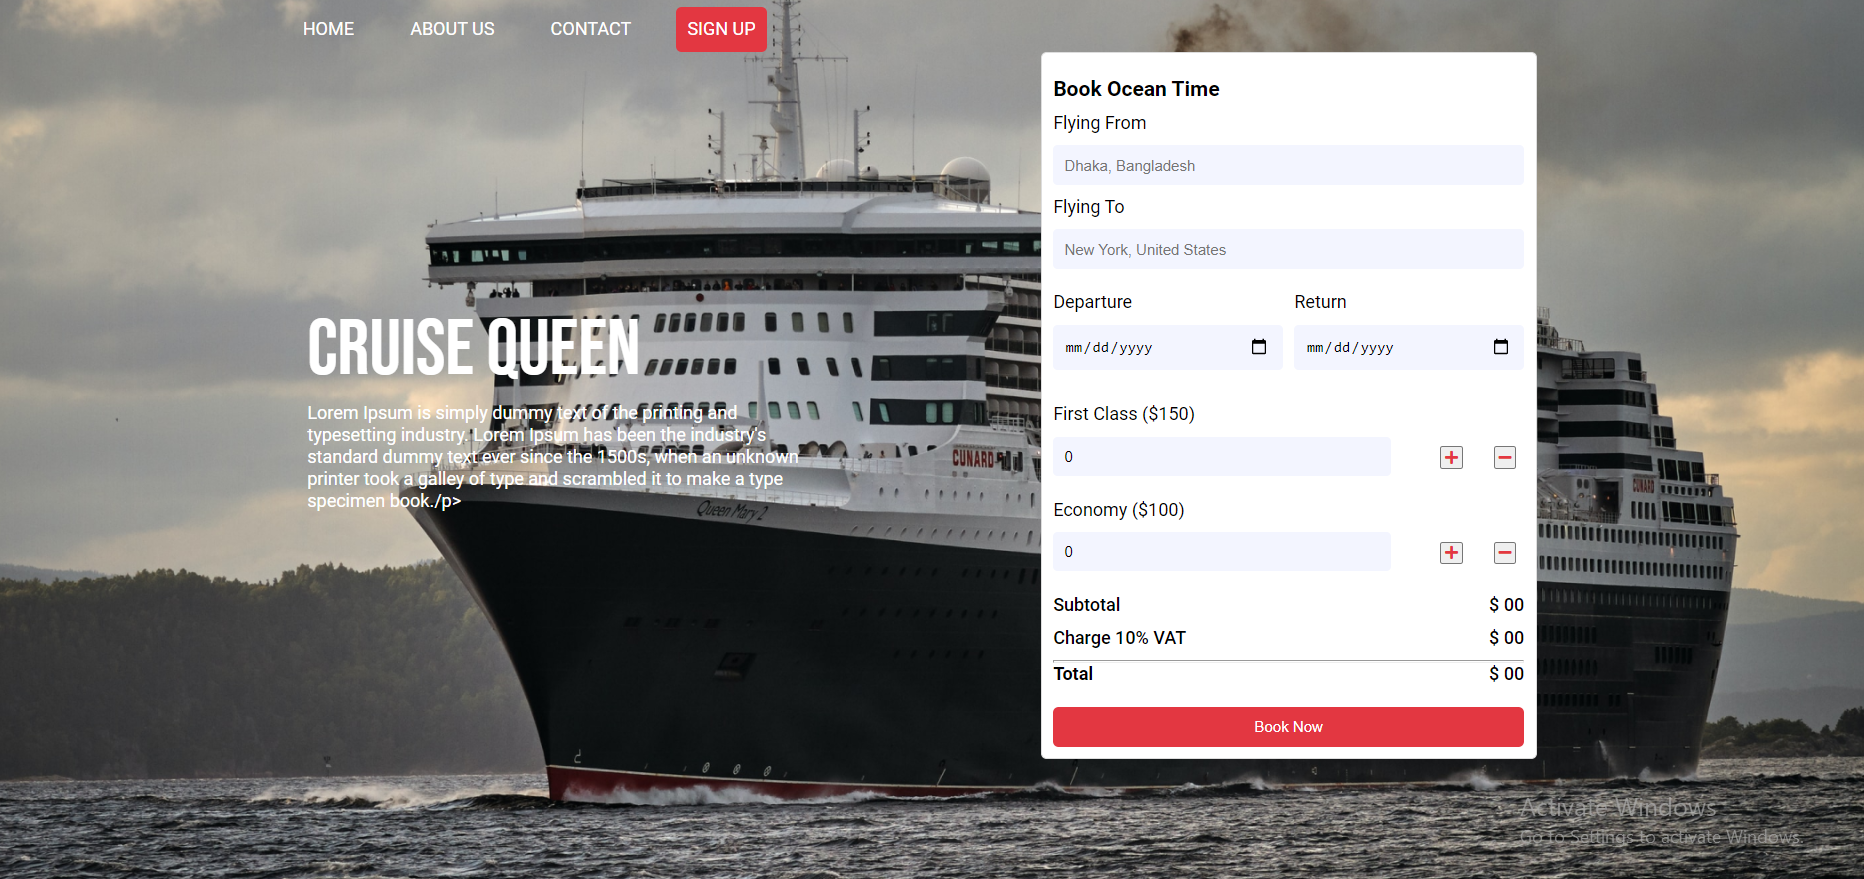 HOME ABOUT US CONTACT SIGN UP
Book Ocean Time
Flying From
Dhaka, Bangladesh
Flying To
New York, United States
Departure Return
mm/dd/yyyy mm/dd/yyyy
First Class ($150)
0
Economy ($100)
0
Subtotal $ 00
Charge 10% VAT $ 00
Total $ 00
Book Now
CRUISE QUEEN
Lorem Ipsum is simply dummy text of the printing and
typesetting industry. Lorem Ipsum has been the industry's
standard dummy text ever since the 1500s, when an unknown
printer took a galley of type and scrambled it to make a type
specimen book./p>
CUNARD
Queen Mary 2
CUNARD
Activate Windows
Go to Settings to activate Windows.